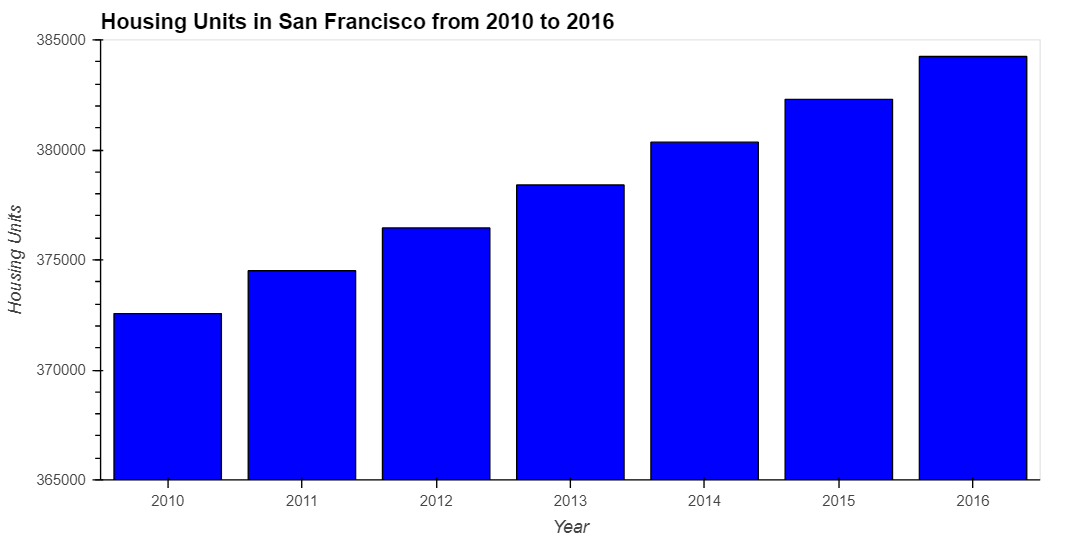 Housing Units in San Francisco from 2010 to 2016
385000
380000
375000
370000
365000
Housing Units
2010 2011 2012 2013 2014 2015 2016
Year